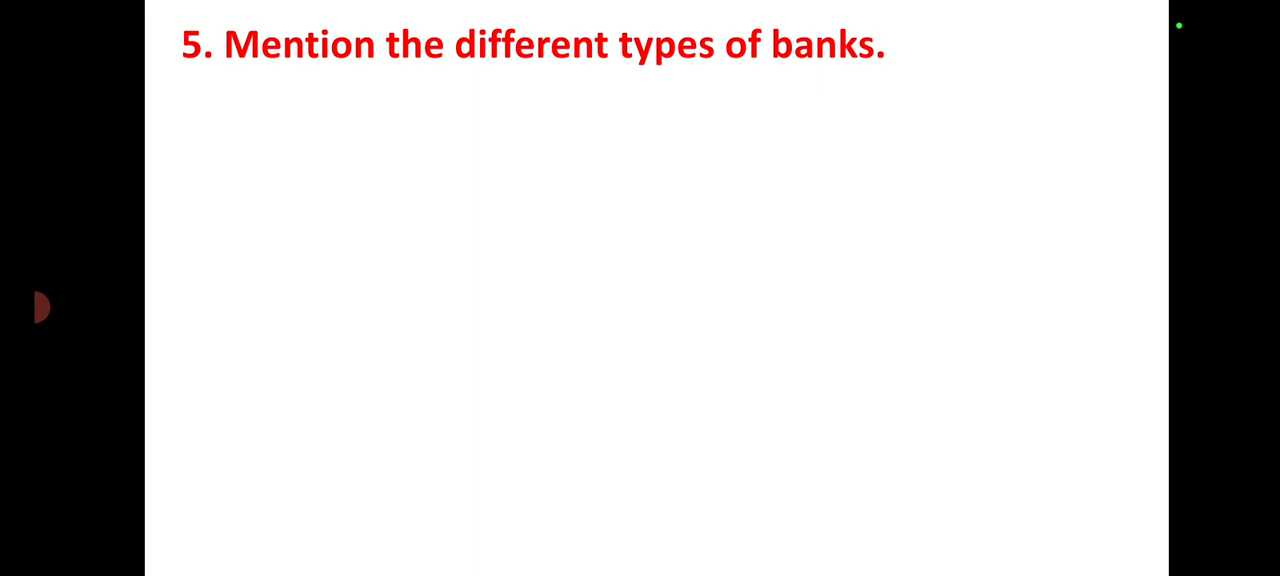 5. Mention the different types of banks.